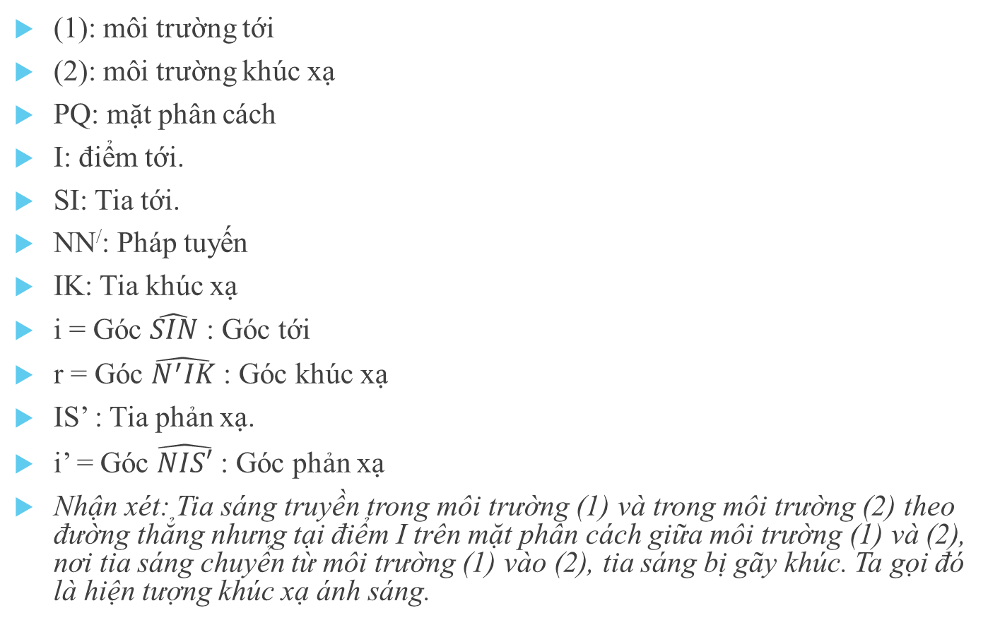 (1): môi trường tới
(2): môi trường khúc xạ
PQ: mặt phân cách
I: điểm tới.
SI: Tia tới.
NN/: Pháp tuyến
IK: Tia khúc xạ
i = Góc \widehat{SIN} : Góc tới
r = Góc \widehat{N'IK} : Góc khúc xạ
IS’ : Tia phản xạ.
i’ = Góc \widehat{NIS'} : Góc phản xạ
Nhận xét: Tia sáng truyền trong môi trường (1) và trong môi trường (2) theo
đường thẳng nhưng tại điểm I trên mặt phân cách giữa môi trường (1) và (2),
nơi tia sáng chuyển từ môi trường (1) vào (2), tia sáng bị gãy khúc. Ta gọi đó
là hiện tượng khúc xạ ánh sáng.